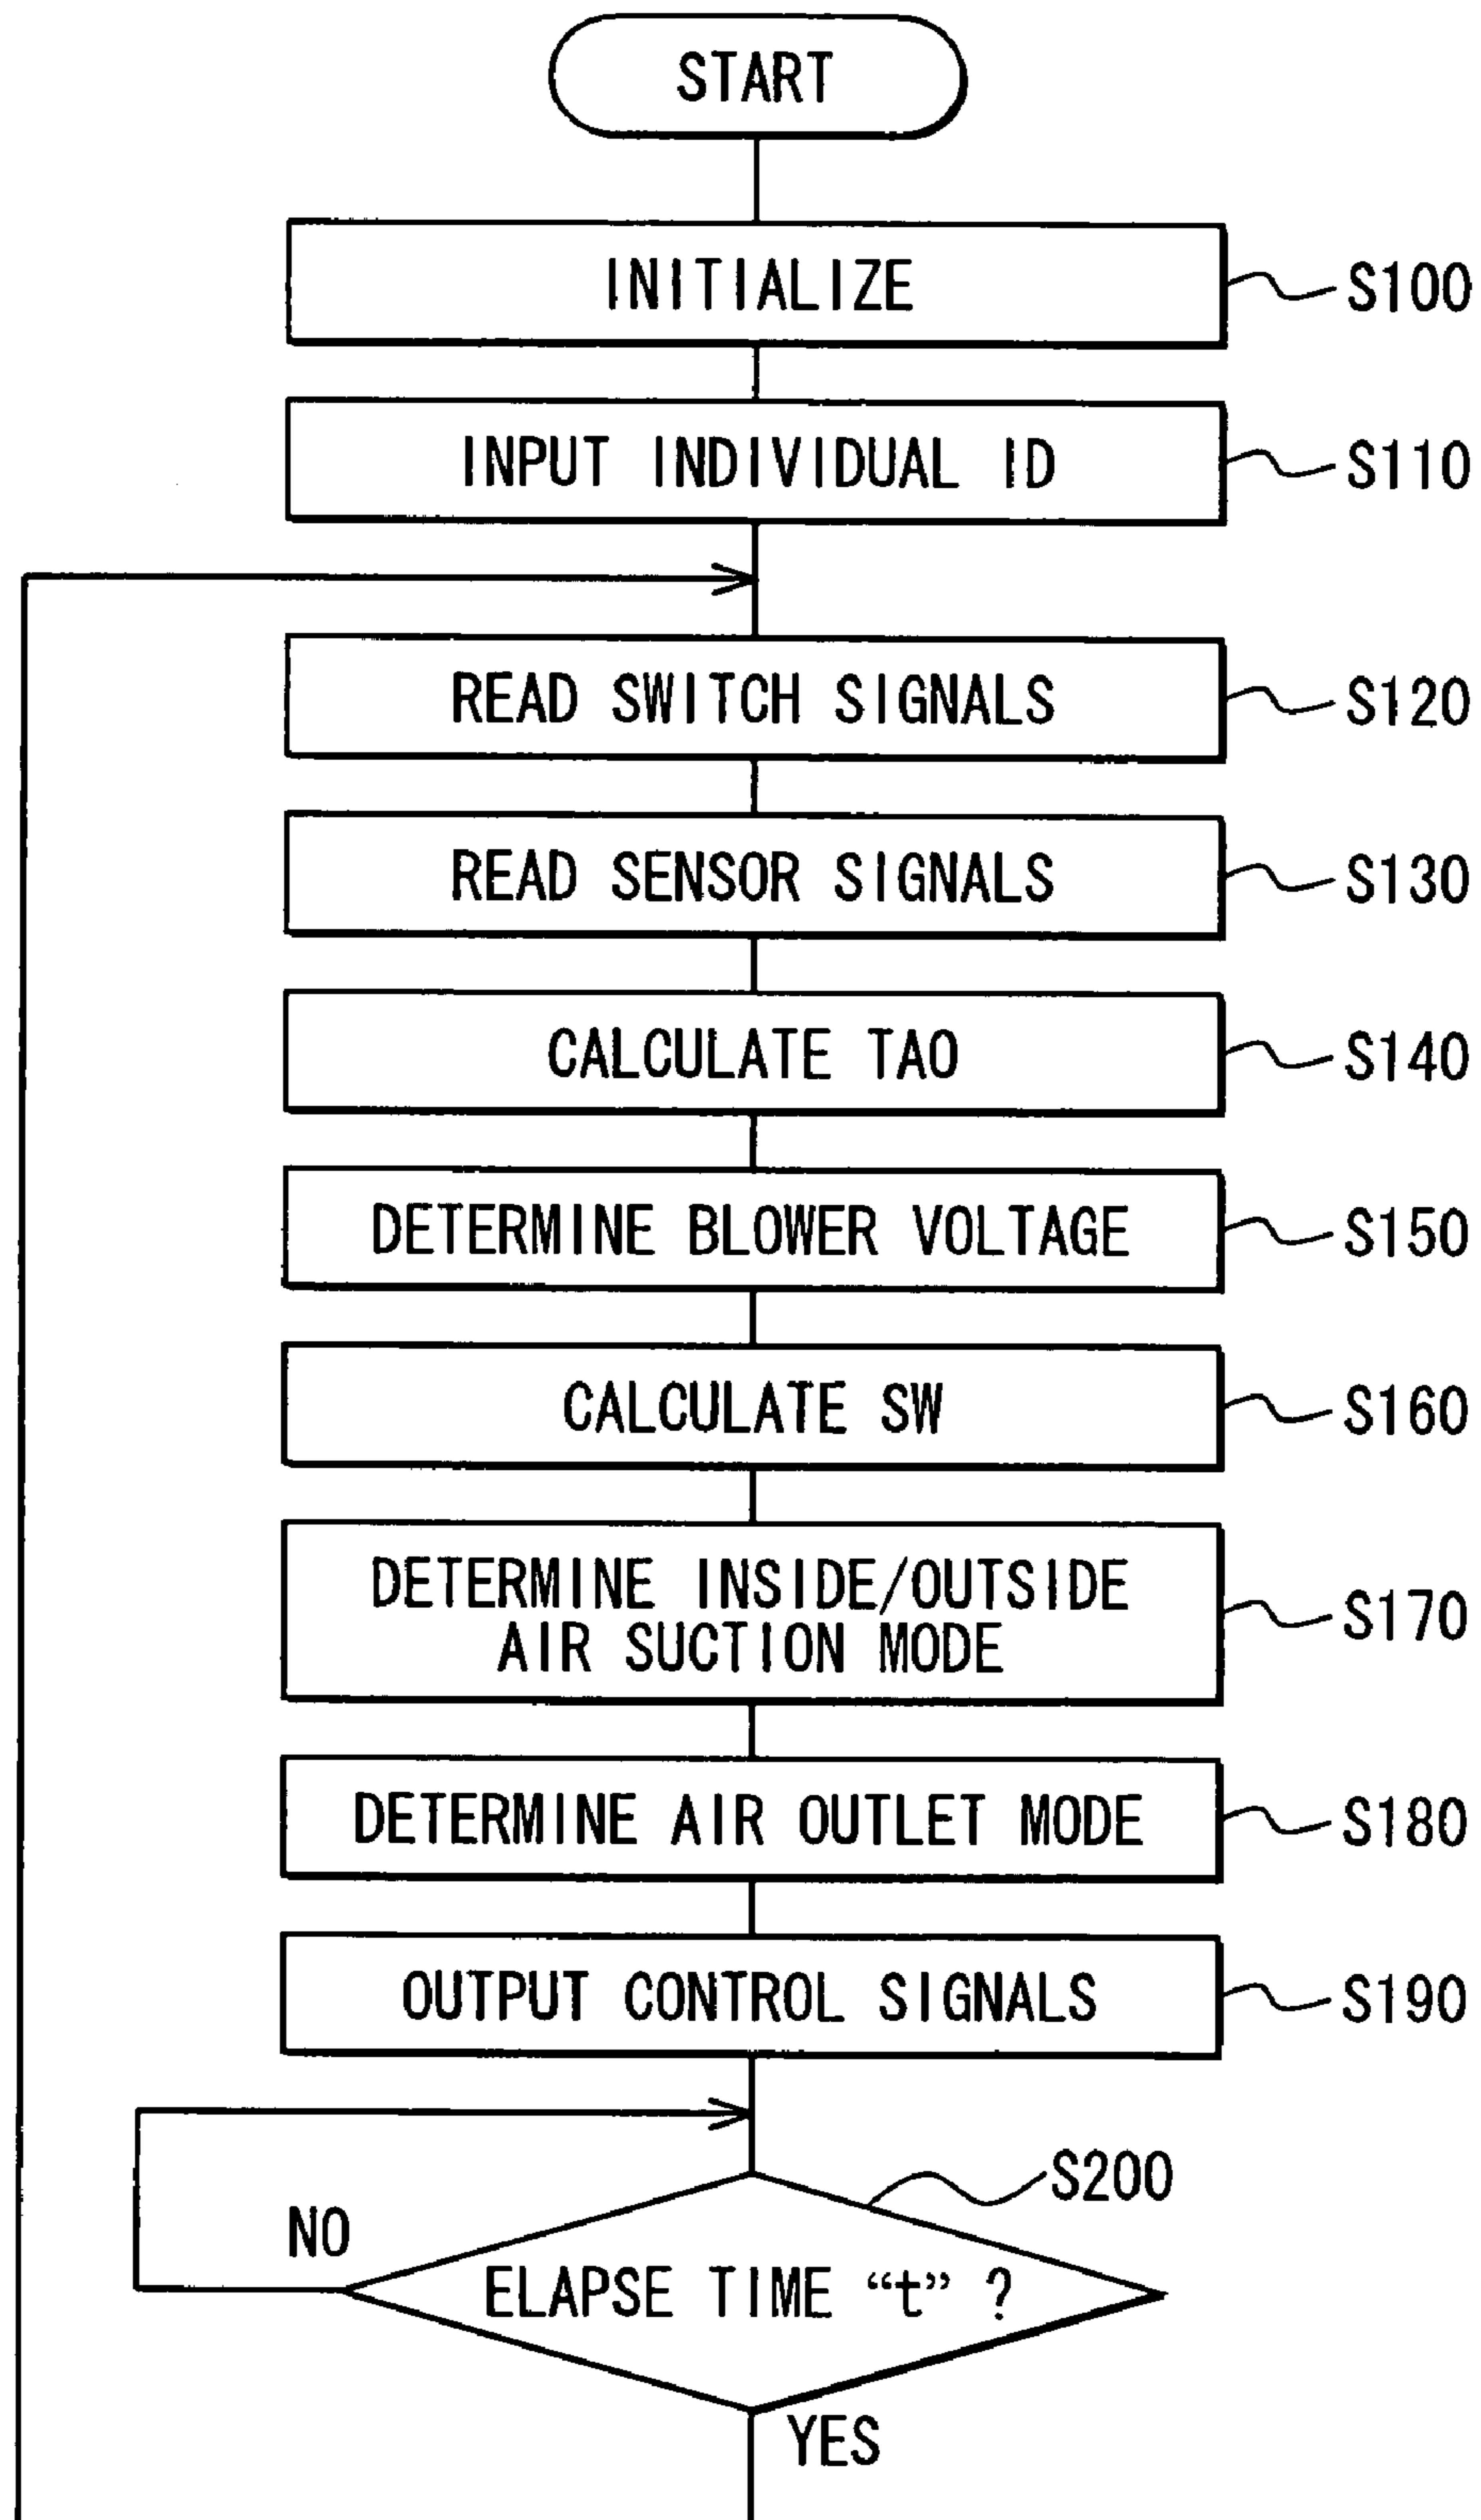 START
INITIALIZE
S100
INPUT INDIVIDUAL ID
S110
READ SWITCH SIGNALS
S120
READ SENSOR SIGNALS
S130
CALCULATE TAO
S140
DETERMINE BLOWER VOLTAGE
S150
CALCULATE SW
S160
DETERMINE INSIDE/OUTSIDE
AIR SUCTION MODE
S170
DETERMINE AIR OUTLET MODE
S180
OUTPUT CONTROL SIGNALS
S190
S200
NO
ELAPSE TIME “t” ?
YES